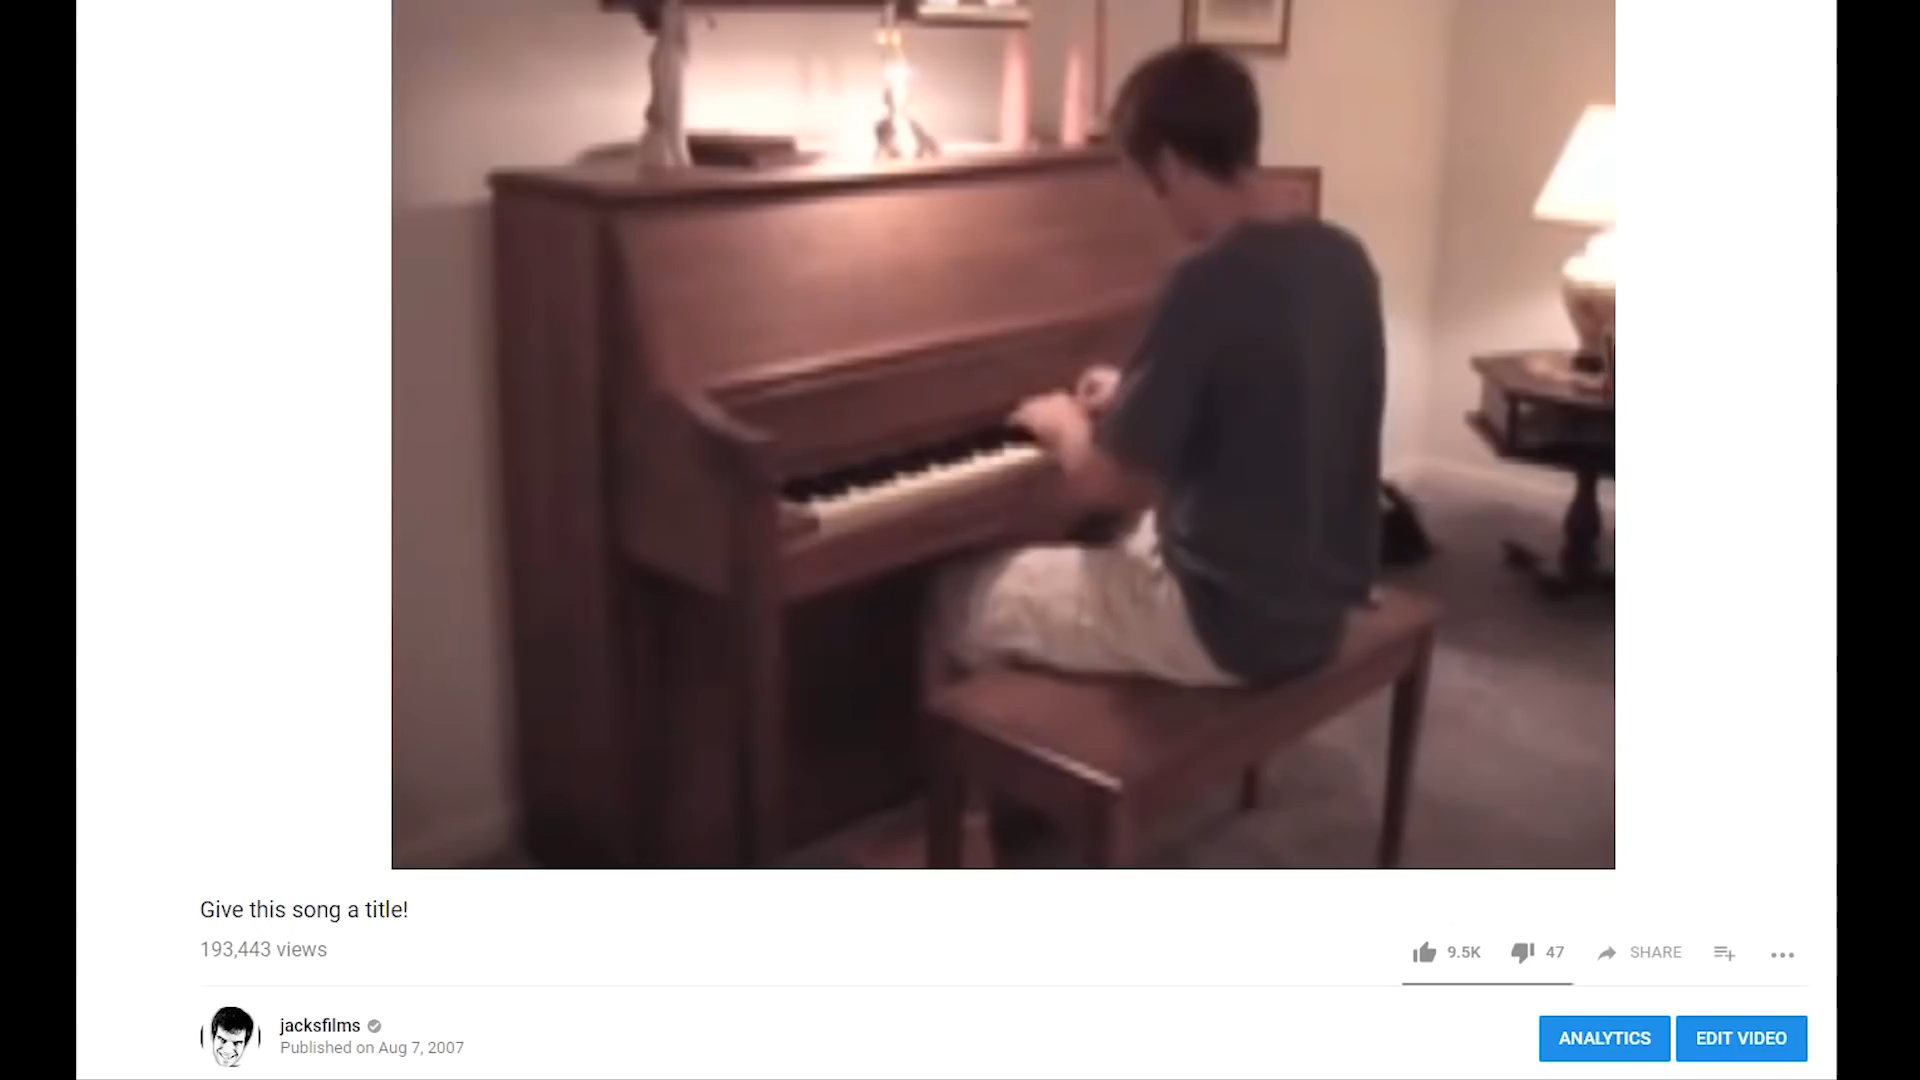 Give this song a title!
193,443 views
9.5K 47 SHARE
jacksfilms
Published on Aug 7, 2007
ANALYTICS EDIT VIDEO